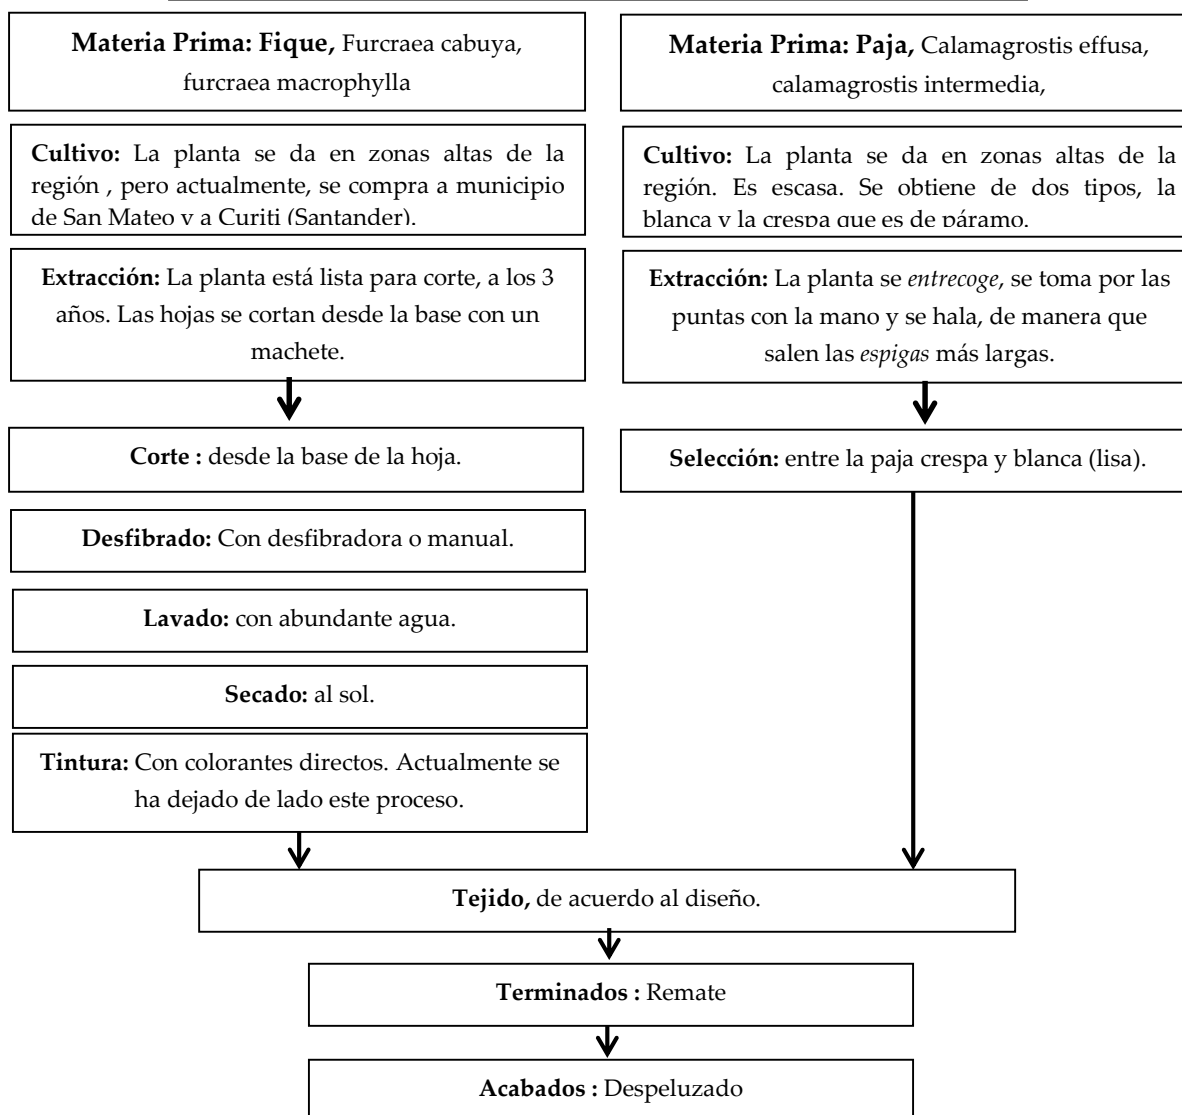 Materia Prima: Fique, Furcraea cabuya,
furcraea macrophylla
Cultivo: La planta se da en zonas altas de la
región , pero actualmente, se compra a municipio
de San Mateo y a Curiti (Santander).
Extracción: La planta está lista para corte, a los 3
años. Las hojas se cortan desde la base con un
machete.
Corte : desde la base de la hoja.
Desfibrado: Con desfibradora o manual.
Lavado: con abundante agua.
Secado: al sol.
Tintura: Con colorantes directos. Actualmente se
ha dejado de lado este proceso.
Materia Prima: Paja, Calamagrostis effusa,
calamagrostis intermedia,
Cultivo: La planta se da en zonas altas de la
región. Es escasa. Se obtiene de dos tipos, la
blanca y la crespa que es de páramo.
Extracción: La planta se entrecoge, se toma por las
puntas con la mano y se hala, de manera que
salen las espigas más largas.
Selección: entre la paja crespa y blanca (lisa).
Tejido, de acuerdo al diseño.
Terminados : Remate
Acabados : Despeluzado